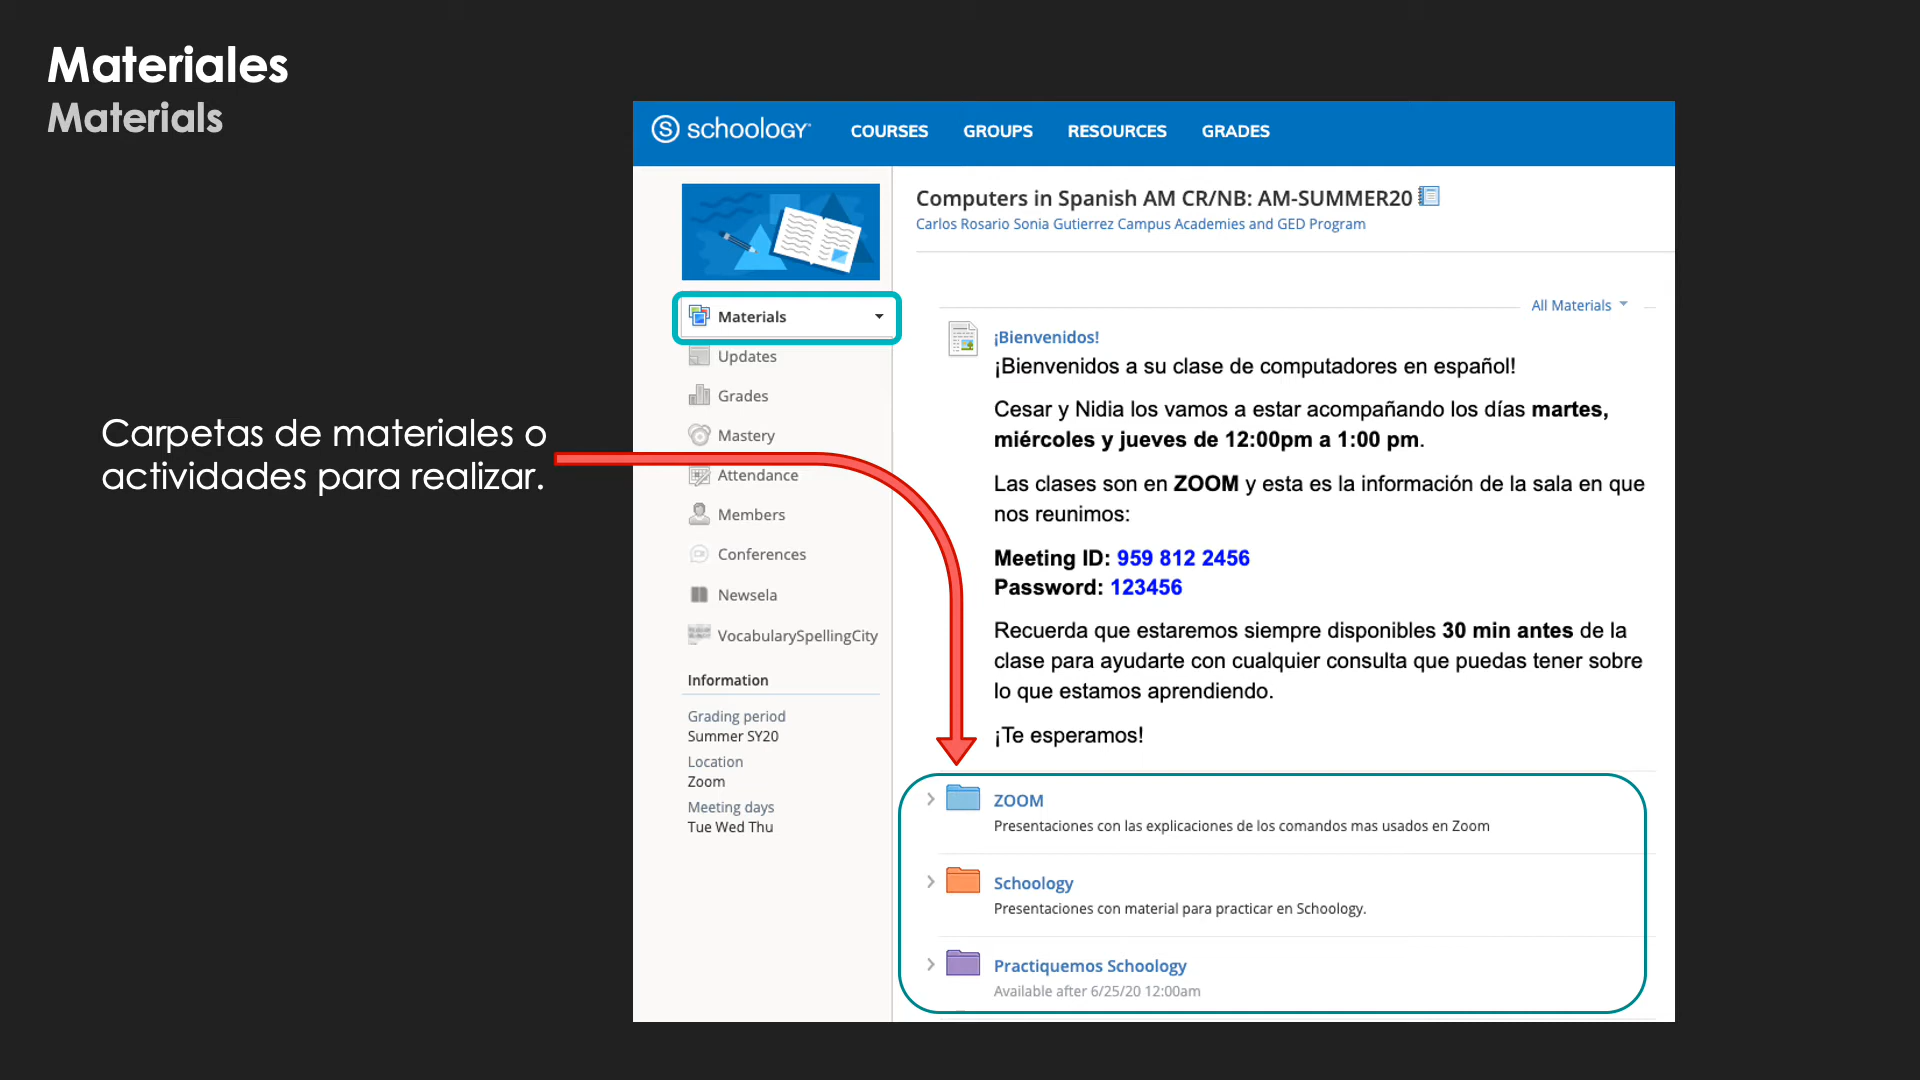 Materiales
Materials
Carpetas de materiales o
actividades para realizar.
schoology
COURSES GROUPS RESOURCES GRADES
Materials
Updates
Grades
Mastery
Attendance
Members
Conferences
Newsela
VocabularySpellingCity
Information
Grading period
Summer SY20
Location
Zoom
Meeting days
Tue Wed Thu
Computers in Spanish AM CR/NB: AM-SUMMER20
Carlos Rosario Sonia Gutierrez Campus Academies and GED Program
All Materials
¡Bienvenidos!
¡Bienvenidos a su clase de computadores en español!
Cesar y Nidia los vamos a estar acompañando los días martes,
miércoles y jueves de 12:00pm a 1:00 pm.
Las clases son en ZOOM y esta es la información de la sala en que
nos reunimos:
Meeting ID: 959 812 2456
Password: 123456
Recuerda que estaremos siempre disponibles 30 min antes de la
clase para ayudarte con cualquier consulta que puedas tener sobre
lo que estamos aprendiendo.
¡Te esperamos!
ZOOM
Presentaciones con las explicaciones de los comandos mas usados en Zoom
Schoology
Presentaciones con material para practicar en Schoology.
Practiquemos Schoology
Available after 6/25/20 12:00am